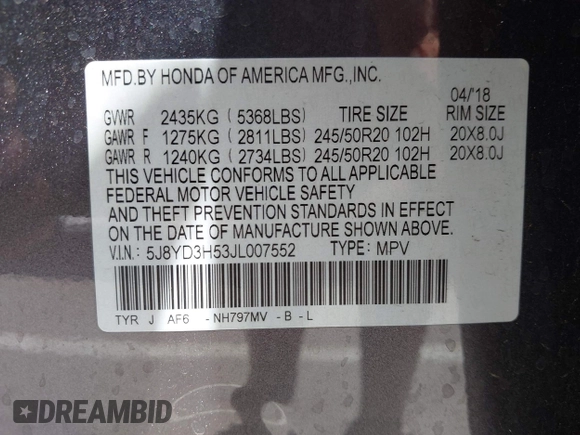 MFD.BY HONDA OF AMERICA MFG.,INC.
04/'18
GVWR 2435KG ( 5368LBS) TIRE SIZE RIM SIZE
GAWR F 1275KG ( 2811LBS) 245/50R20 102H 20X8.0J
GAWR R 1240KG ( 2734LBS) 245/50R20 102H 20X8.0J
THIS VEHICLE CONFORMS TO ALL APPLICABLE
FEDERAL MOTOR VEHICLE SAFETY
AND THEFT PREVENTION STANDARDS IN EFFECT
ON THE DATE OF MANUFACTURE SHOWN ABOVE.
V.I.N.: 5J8YD3H53JL007552 TYPE: MPV
TYR J AF6 - NH797MV - B - L
DREAMBID